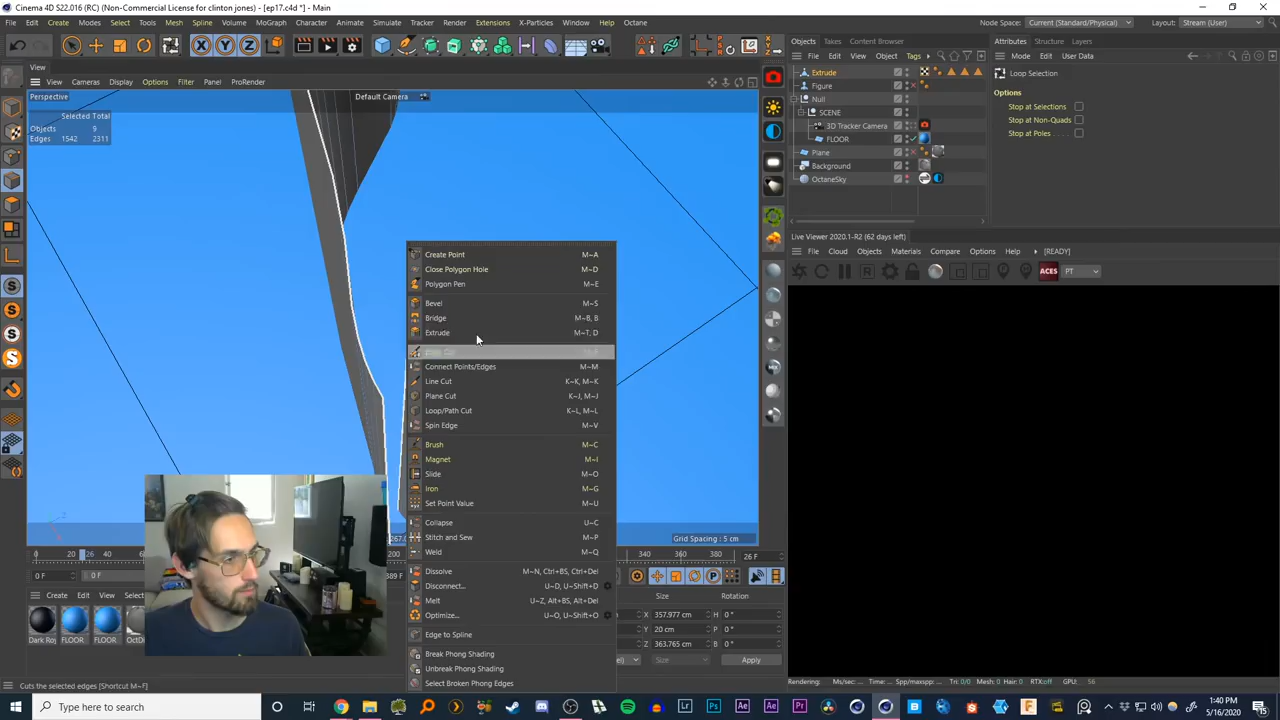 Cinema 4D S22.016 (RC) (Non-Commercial License for clinton jones) - [ep17.c4d *] - Main
File Edit Create Modes Select Tools Mesh Spline Volume MoGraph Character Animate Simulate Tracker Render Extensions X-Particles Window Help Octane
Node Space: Current (Standard/Physical) Layout: Stream (User)
View
View Cameras Display Options Filter Panel ProRender
Perspective
Default Camera
Selected Total
Objects 9
Edges 1542 2311
Create Point M~A
Close Polygon Hole M~D
Polygon Pen M~E
Bevel M~S
Bridge M~B, B
Extrude M~T, D
Connect Points/Edges M~M
Line Cut K~K, M~K
Plane Cut K~J, M~J
Loop/Path Cut K~L, M~L
Spin Edge M~V
Brush M~C
Magnet M~I
Slide M~O
Iron M~G
Set Point Value M~U
Collapse U~C
Stitch and Sew M~P
Weld M~Q
Dissolve M~N, Ctrl+BS, Ctrl+Del
Disconnect... U~D, U~Shift+D
Melt U~Z, Alt+BS, Alt+Del
Optimize... U~O, U~Shift+O
Edge to Spline
Break Phong Shading
Unbreak Phong Shading
Select Broken Phong Edges
Grid Spacing : 5 cm
0 20 26 40 60
340 360 380
26 F
0 F 0 F
389 F
Create Edit View Select
Dark Roy FLOOR FLOOR OctDi
Size Rotation
X 357.977 cm H 0 °
Y 20 cm P 0 °
Z 363.765 cm B 0 °
Size Apply
Cuts the selected edges [Shortcut M~F]
Objects Takes Content Browser
File Edit View Object Tags
Extrude
Figure
Null
SCENE
3D Tracker Camera
FLOOR
Plane
Background
OctaneSky
Attributes Structure Layers
Mode Edit User Data
Loop Selection
Options
Stop at Selections
Stop at Non-Quads
Stop at Poles
Live Viewer 2020.1-R2 (62 days left)
File Cloud Objects Materials Compare Options Help [READY]
ACES PT
Rendering: Ms/sec: Time: Spp/maxspp: Tri: 0/0 Mesh: 0 Hair: 0 RTX:off GPU: 56
Type here to search
1:40 PM
5/16/2020